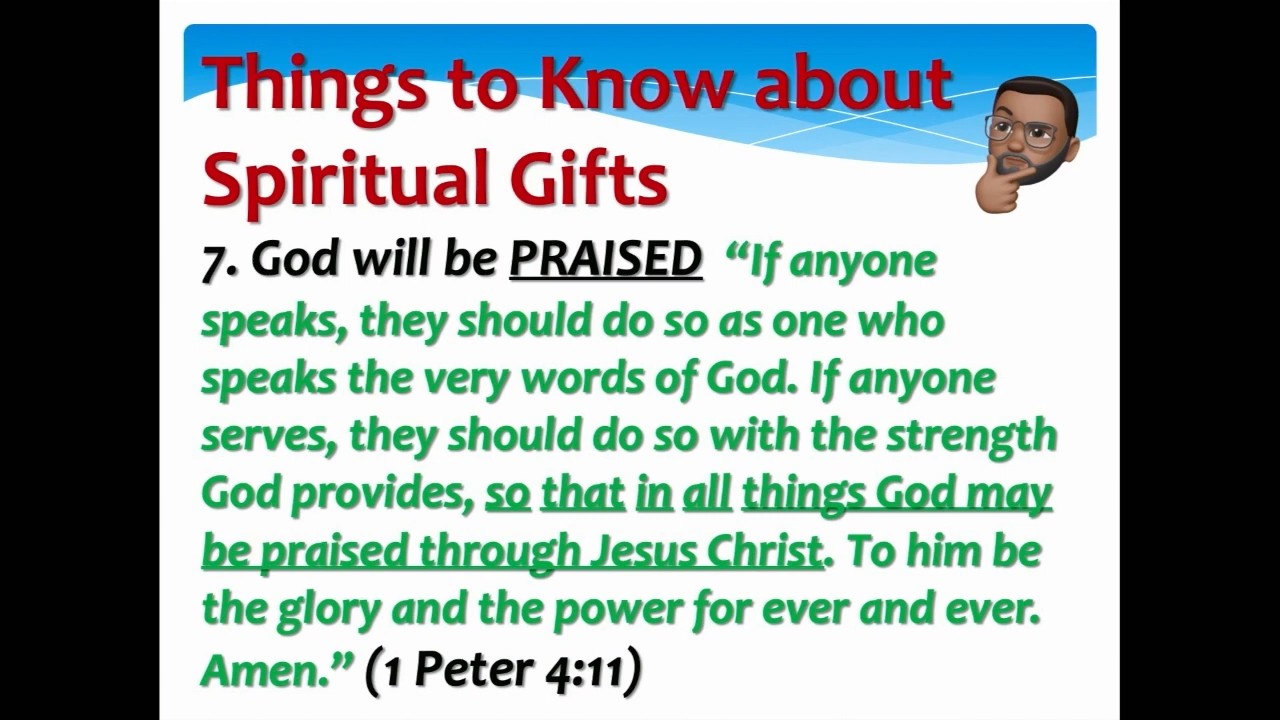 Things to Know about
Spiritual Gifts
7. God will be PRAISED “If anyone
speaks, they should do so as one who
speaks the very words of God. If anyone
serves, they should do so with the strength
God provides, so that in all things God may
be praised through Jesus Christ. To him be
the glory and the power for ever and ever.
Amen.” (1 Peter 4:11)